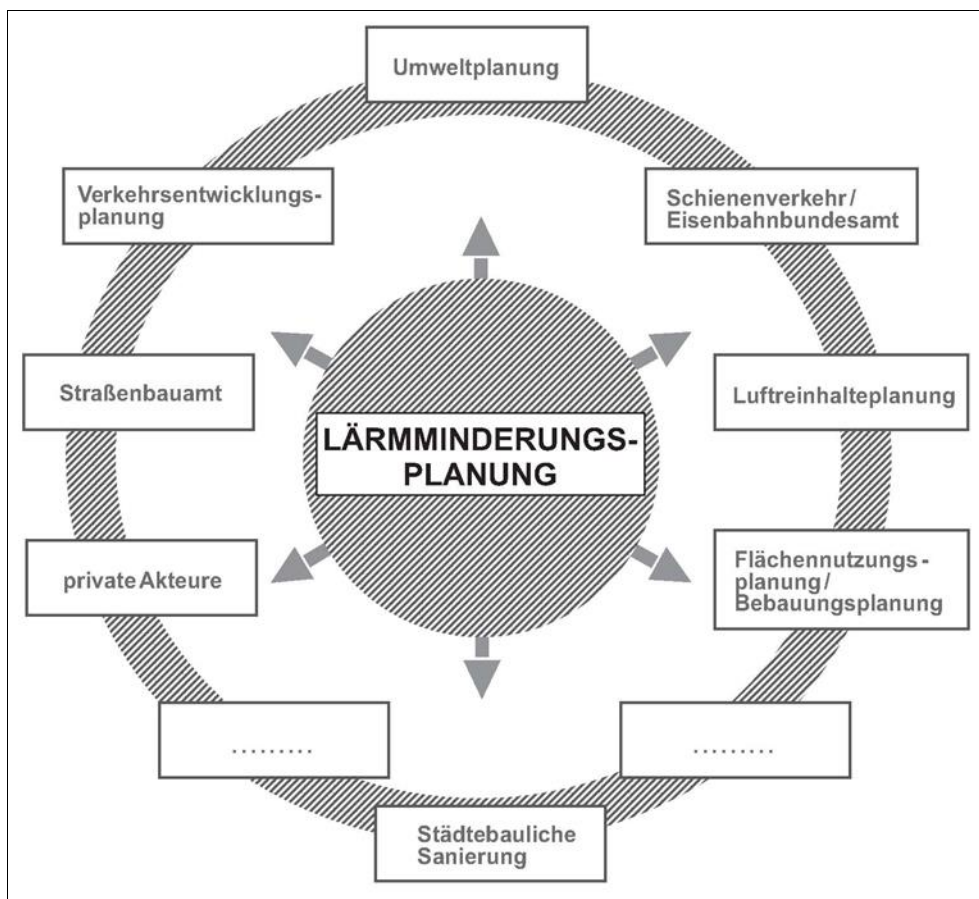 Umweltplanung
Verkehrsentwicklungs-
planung
Schienenverkehr/
Eisenbahnbundesamt
Straßenbauamt
Luftreinhalteplanung
LÄRMMINDERUNGS-
PLANUNG
private Akteure
Flächennutzungs-
planung/
Bebauungsplanung
.........
.........
Städtebauliche
Sanierung